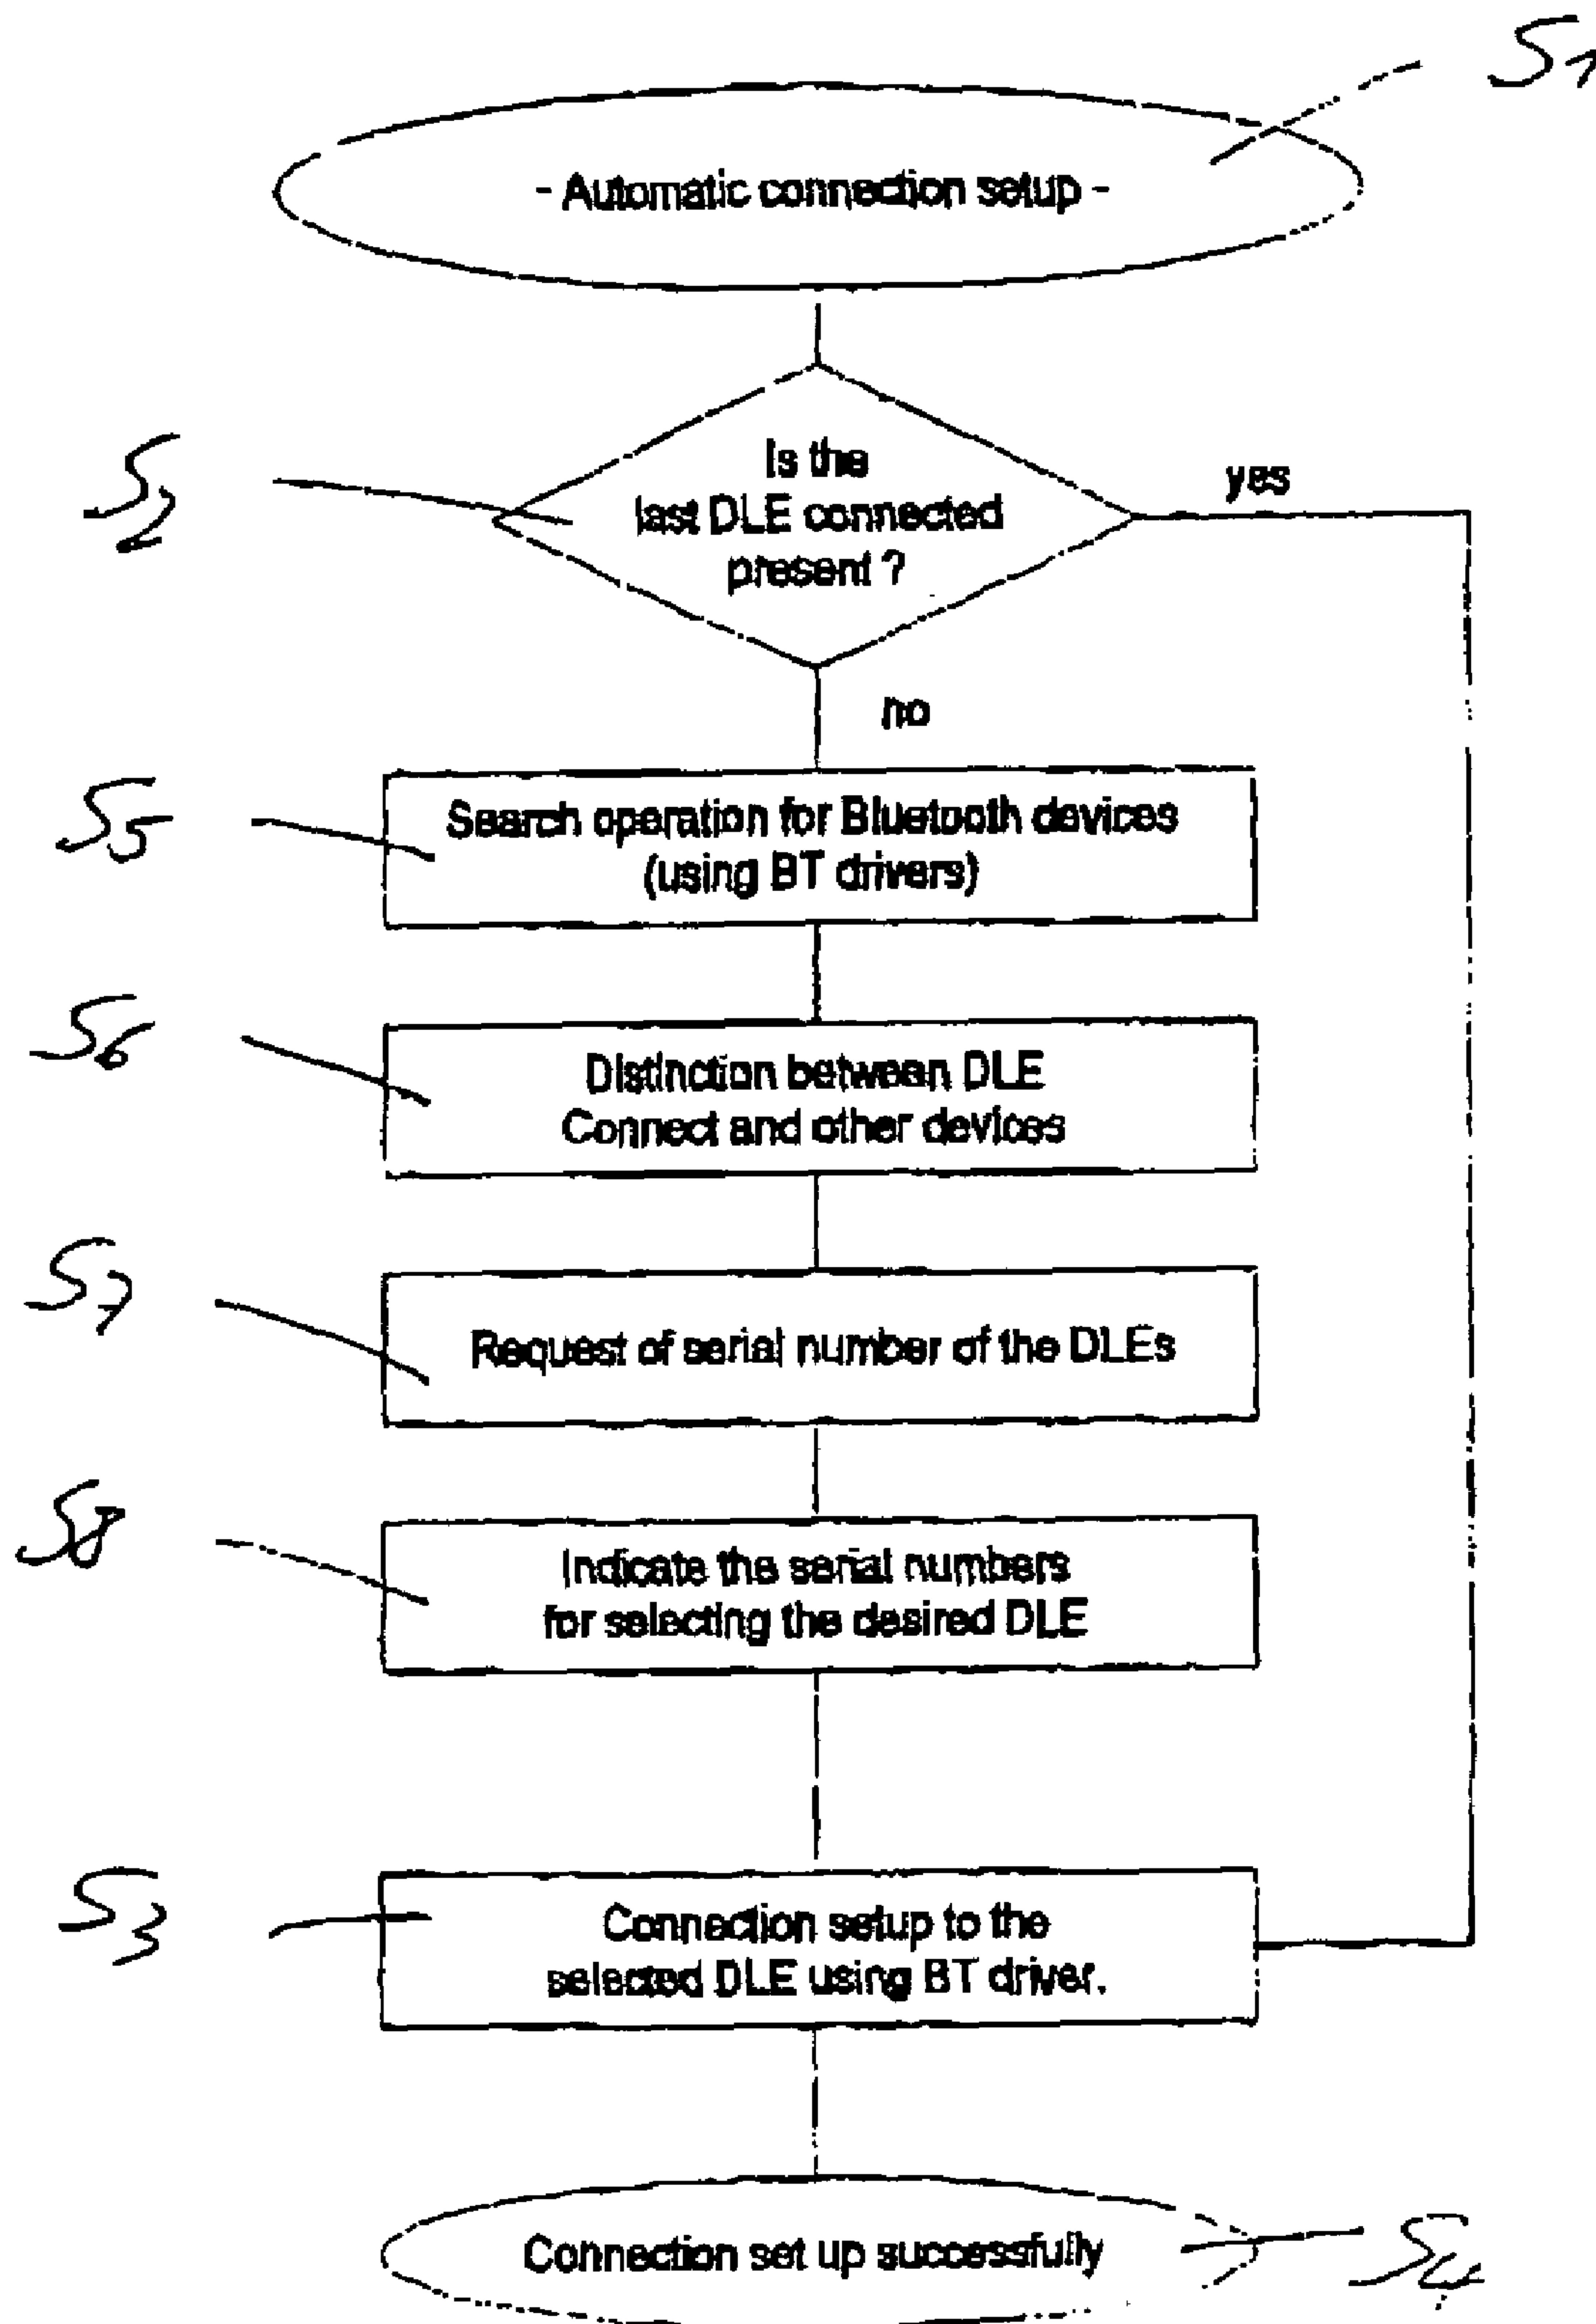 S1
- Automatic connection setup -
Is the
S2
last DLE connected
present ?
yes
no
S5
Search operation for Bluetooth devices
(using BT drivers)
S6
Distinction between DLE
Connect and other devices
S7
Request of serial number of the DLEs
S8
Indicate the serial numbers
for selecting the desired DLE
S3
Connection setup to the
selected DLE using BT driver.
Connection set up successfully
S4